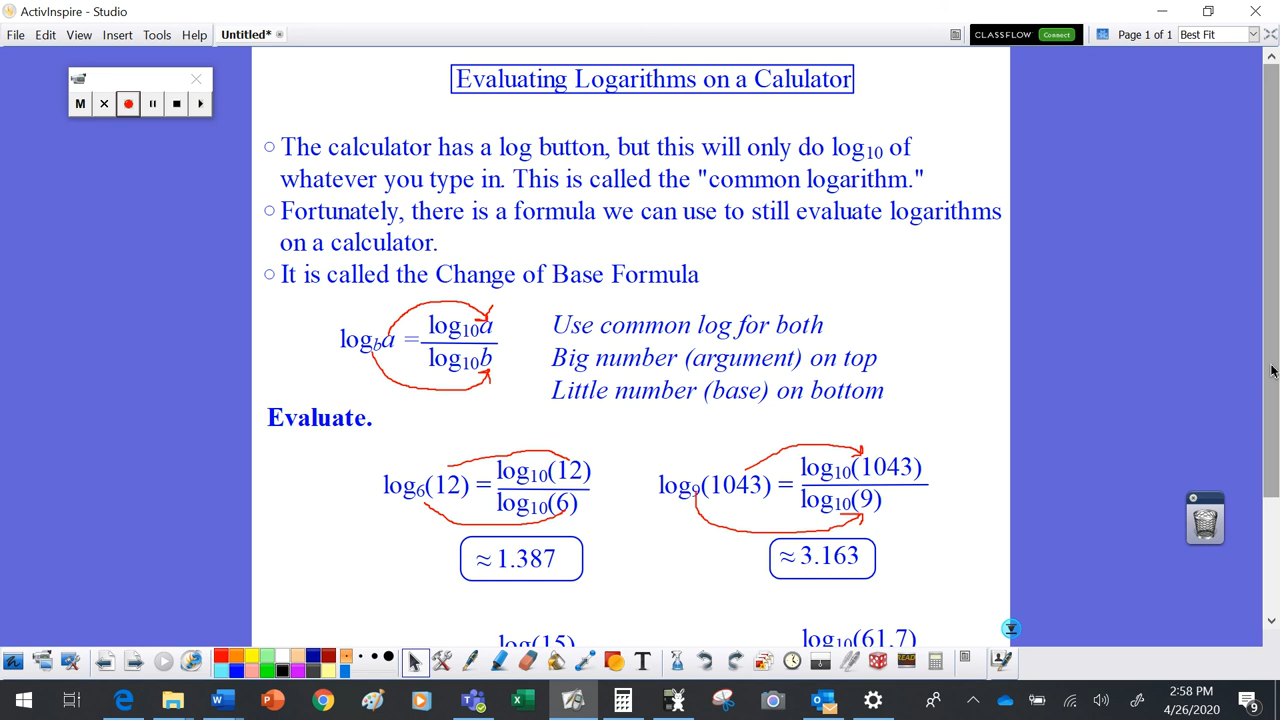 ActivInspire - Studio
File Edit View Insert Tools Help Untitled* CLASSFLOW Connect Page 1 of 1 Best Fit
M
Evaluating Logarithms on a Calulator
The calculator has a log button, but this will only do log₁₀ of
whatever you type in. This is called the "common logarithm."
Fortunately, there is a formula we can use to still evaluate logarithms
on a calculator.
It is called the Change of Base Formula
log_b a = log₁₀a / log₁₀b
Use common log for both
Big number (argument) on top
Little number (base) on bottom
Evaluate.
log₆(12) = log₁₀(12) / log₁₀(6)
≈ 1.387
log₉(1043) = log₁₀(1043) / log₁₀(9)
≈ 3.163
log(15)
log₁₀(61.7)
2:58 PM
4/26/2020
9